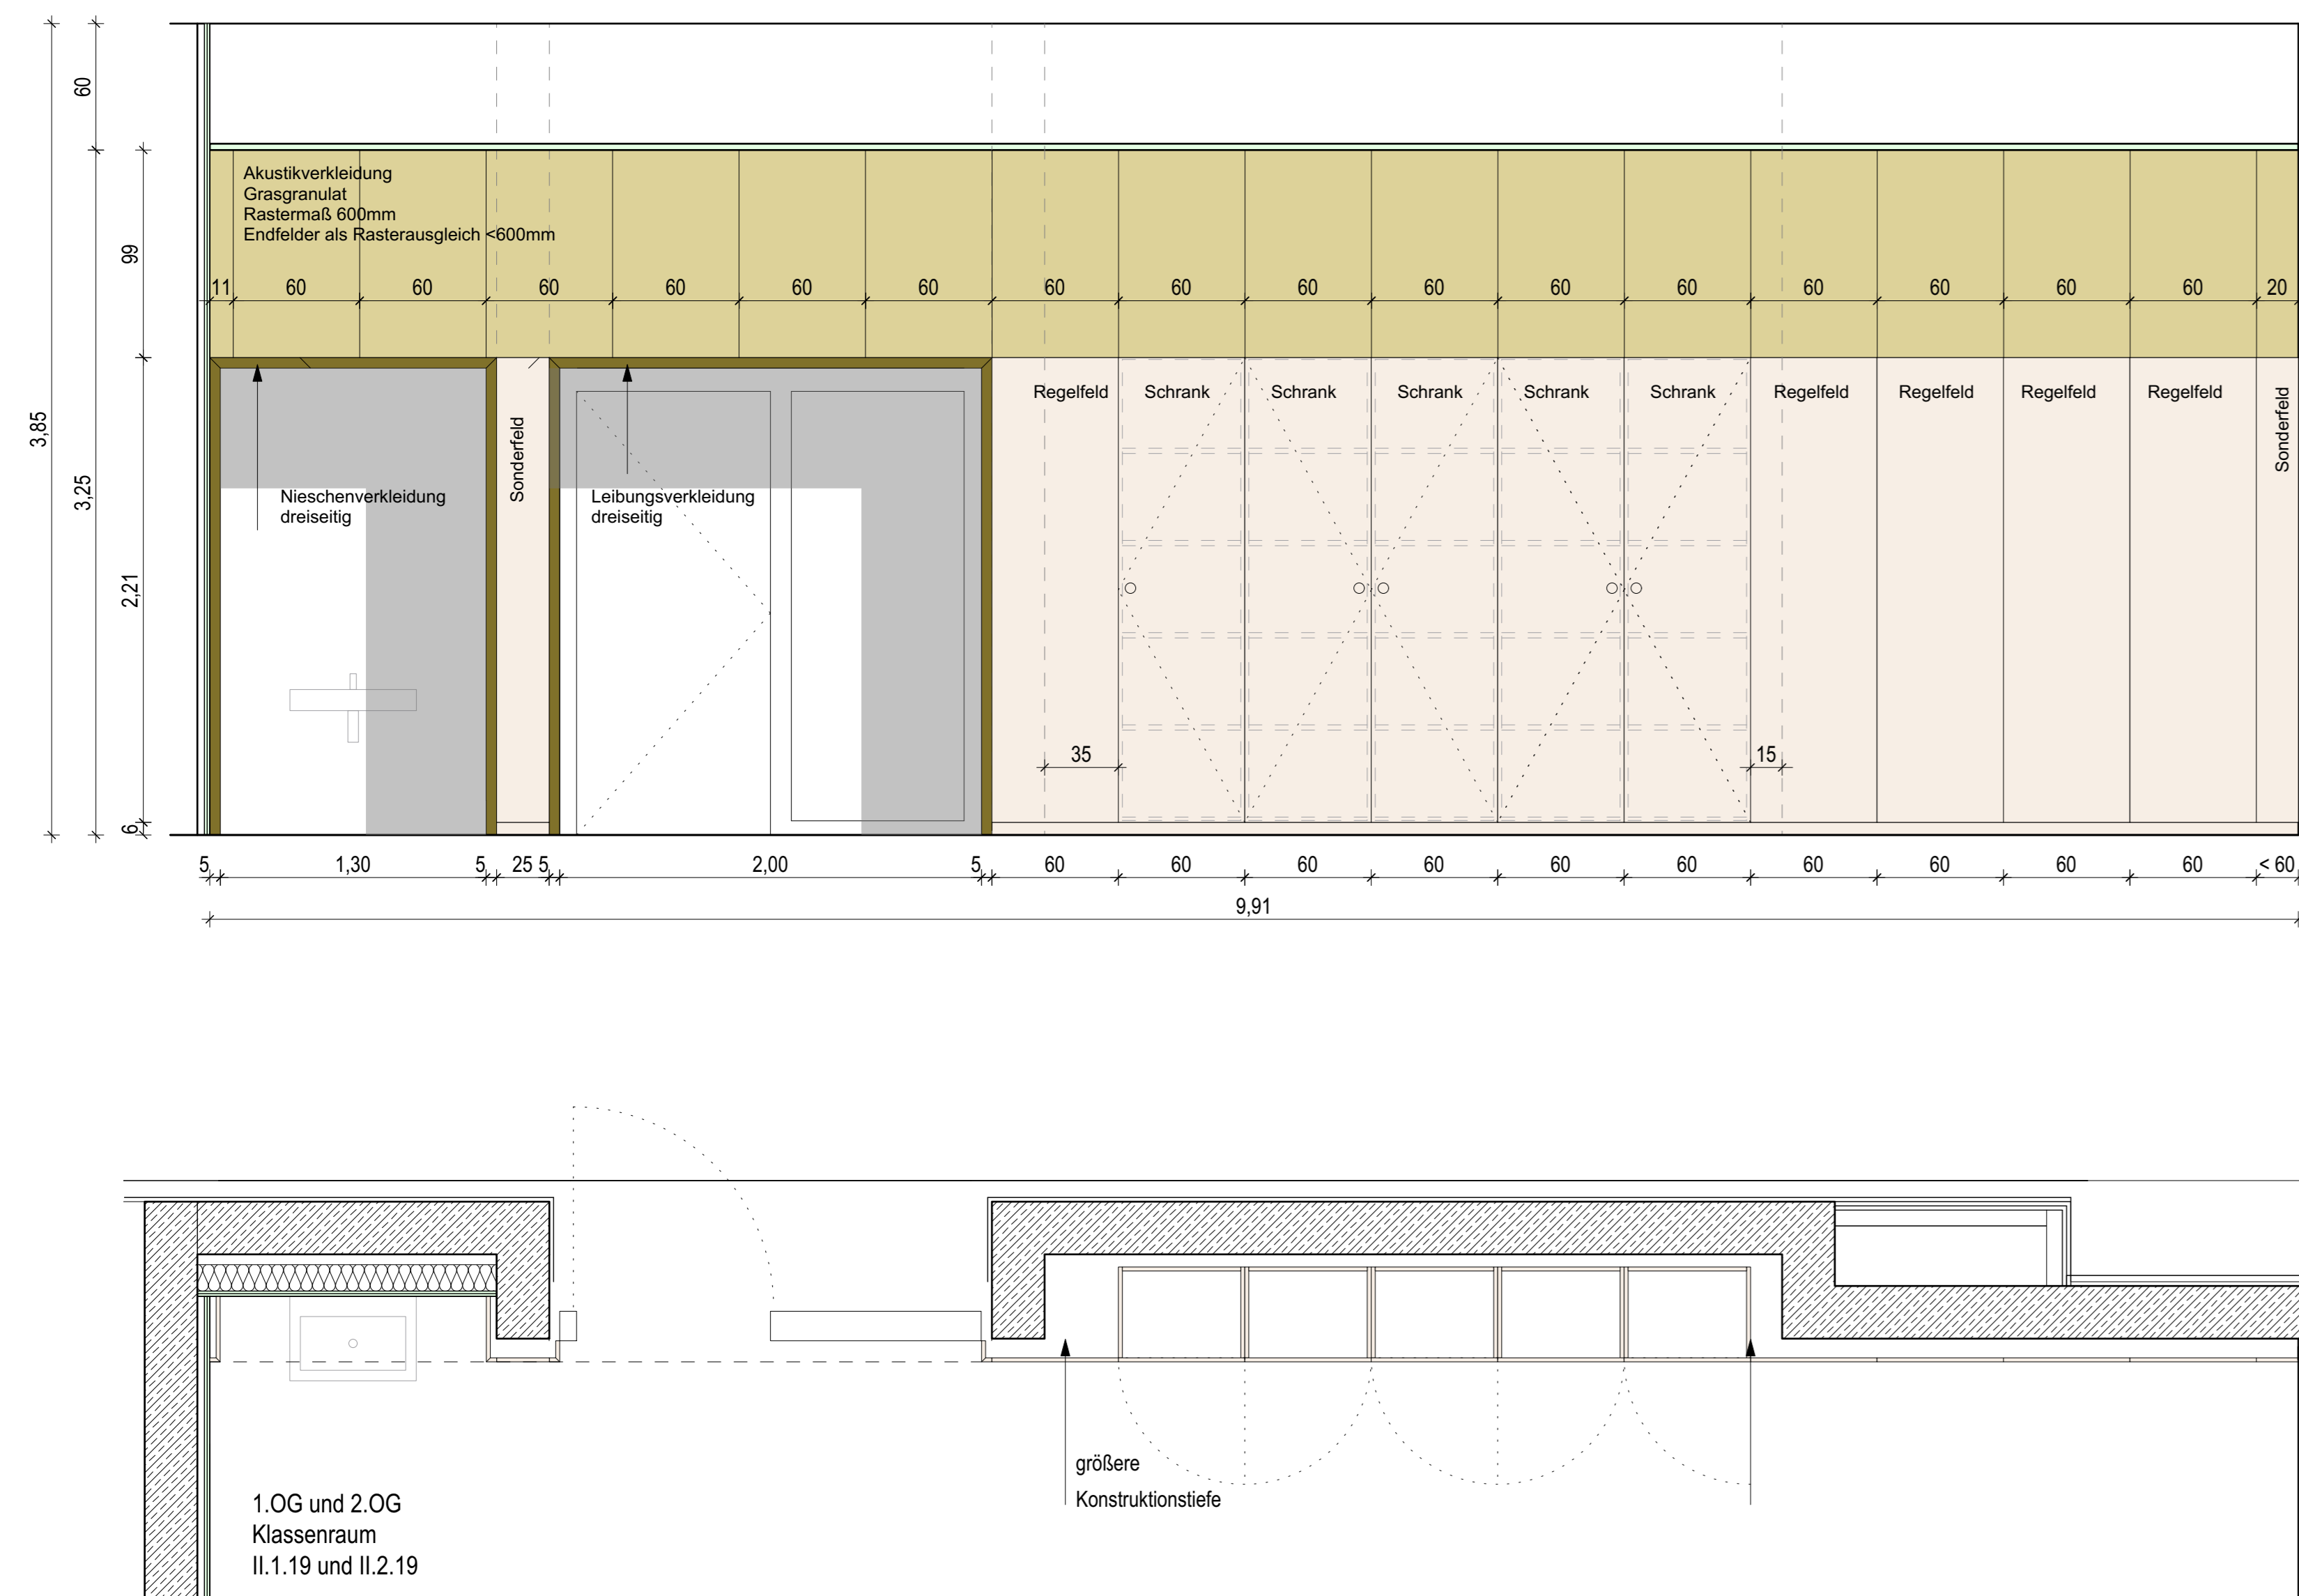 60
3,85
3,25
99
2,21
6
Akustikverkleidung
Grasgranulat
Rastermaß 600mm
Endfelder als Rasterausgleich <600mm
11 60 60 60 60 60 60 60 60 60 60 60 60 60 60 60 60 20
Regelfeld Schrank Schrank Schrank Schrank Schrank Regelfeld Regelfeld Regelfeld Regelfeld
Sonderfeld
Sonderfeld
Nieschenverkleidung
dreiseitig
Leibungsverkleidung
dreiseitig
35 15
5 1,30 5 25 5 2,00 5 60 60 60 60 60 60 60 60 60 60 < 60
9,91
größere
Konstruktionstiefe
1.OG und 2.OG
Klassenraum
II.1.19 und II.2.19